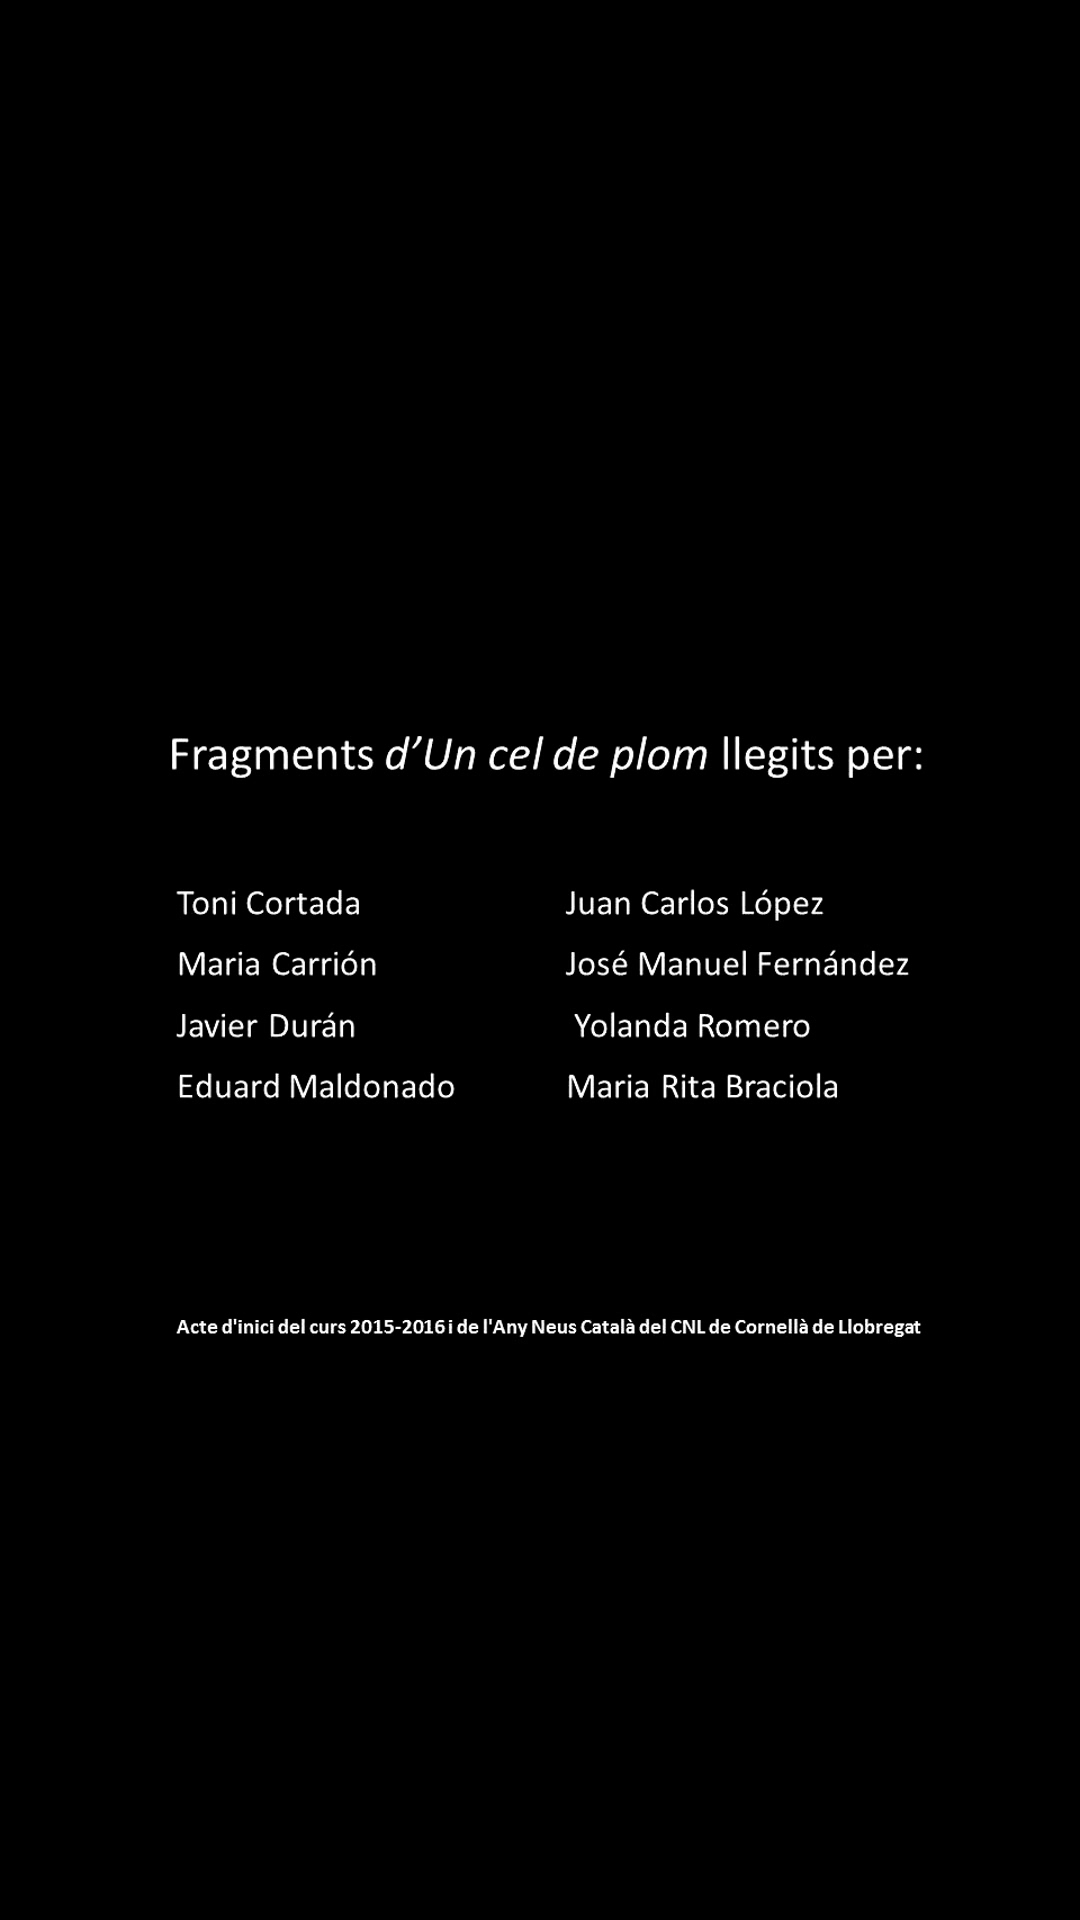 Fragments d’Un cel de plom llegits per:
Toni Cortada
Maria Carrión
Javier Durán
Eduard Maldonado
Juan Carlos López
José Manuel Fernández
Yolanda Romero
Maria Rita Braciola
Acte d'inici del curs 2015-2016 i de l'Any Neus Català del CNL de Cornellà de Llobregat